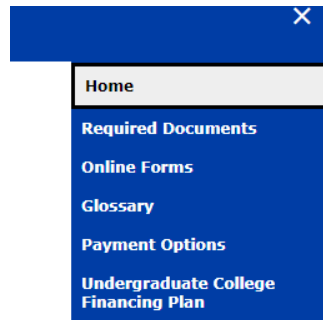 Home
Required Documents
Online Forms
Glossary
Payment Options
Undergraduate College
Financing Plan